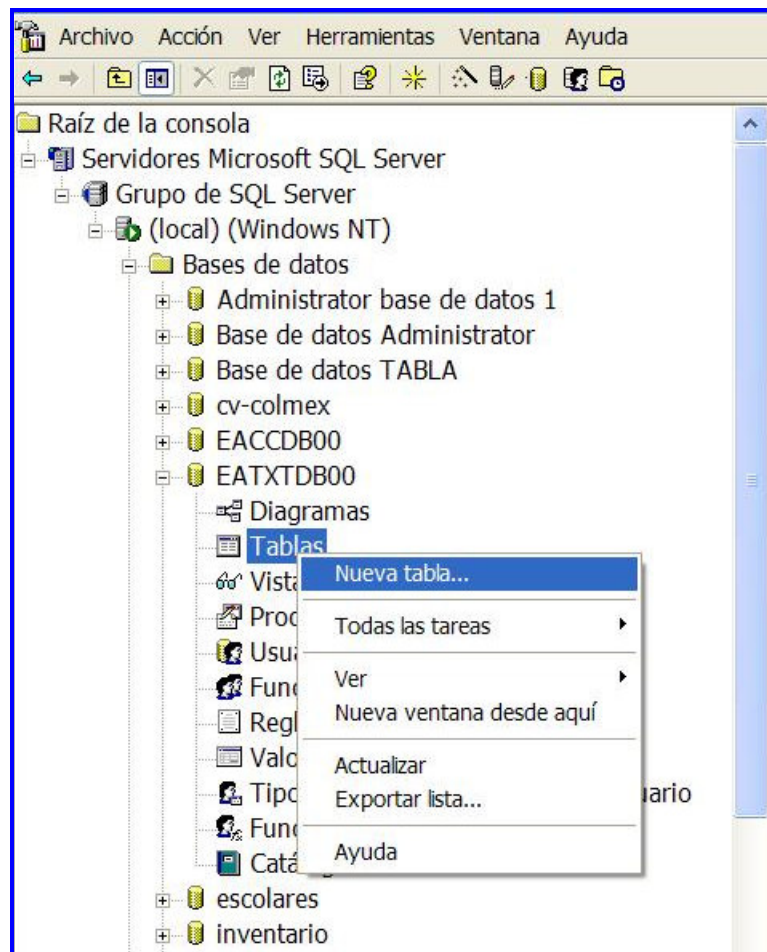 Archivo Acción Ver Herramientas Ventana Ayuda
Raíz de la consola
Servidores Microsoft SQL Server
Grupo de SQL Server
(local) (Windows NT)
Bases de datos
Administrator base de datos 1
Base de datos Administrator
Base de datos TABLA
cv-colmex
EACCDB00
EATXTDB00
Diagramas
Tablas
Nueva tabla...
Todas las tareas
Ver
Nueva ventana desde aquí
Actualizar
Exportar lista...
Ayuda
escolares
inventario